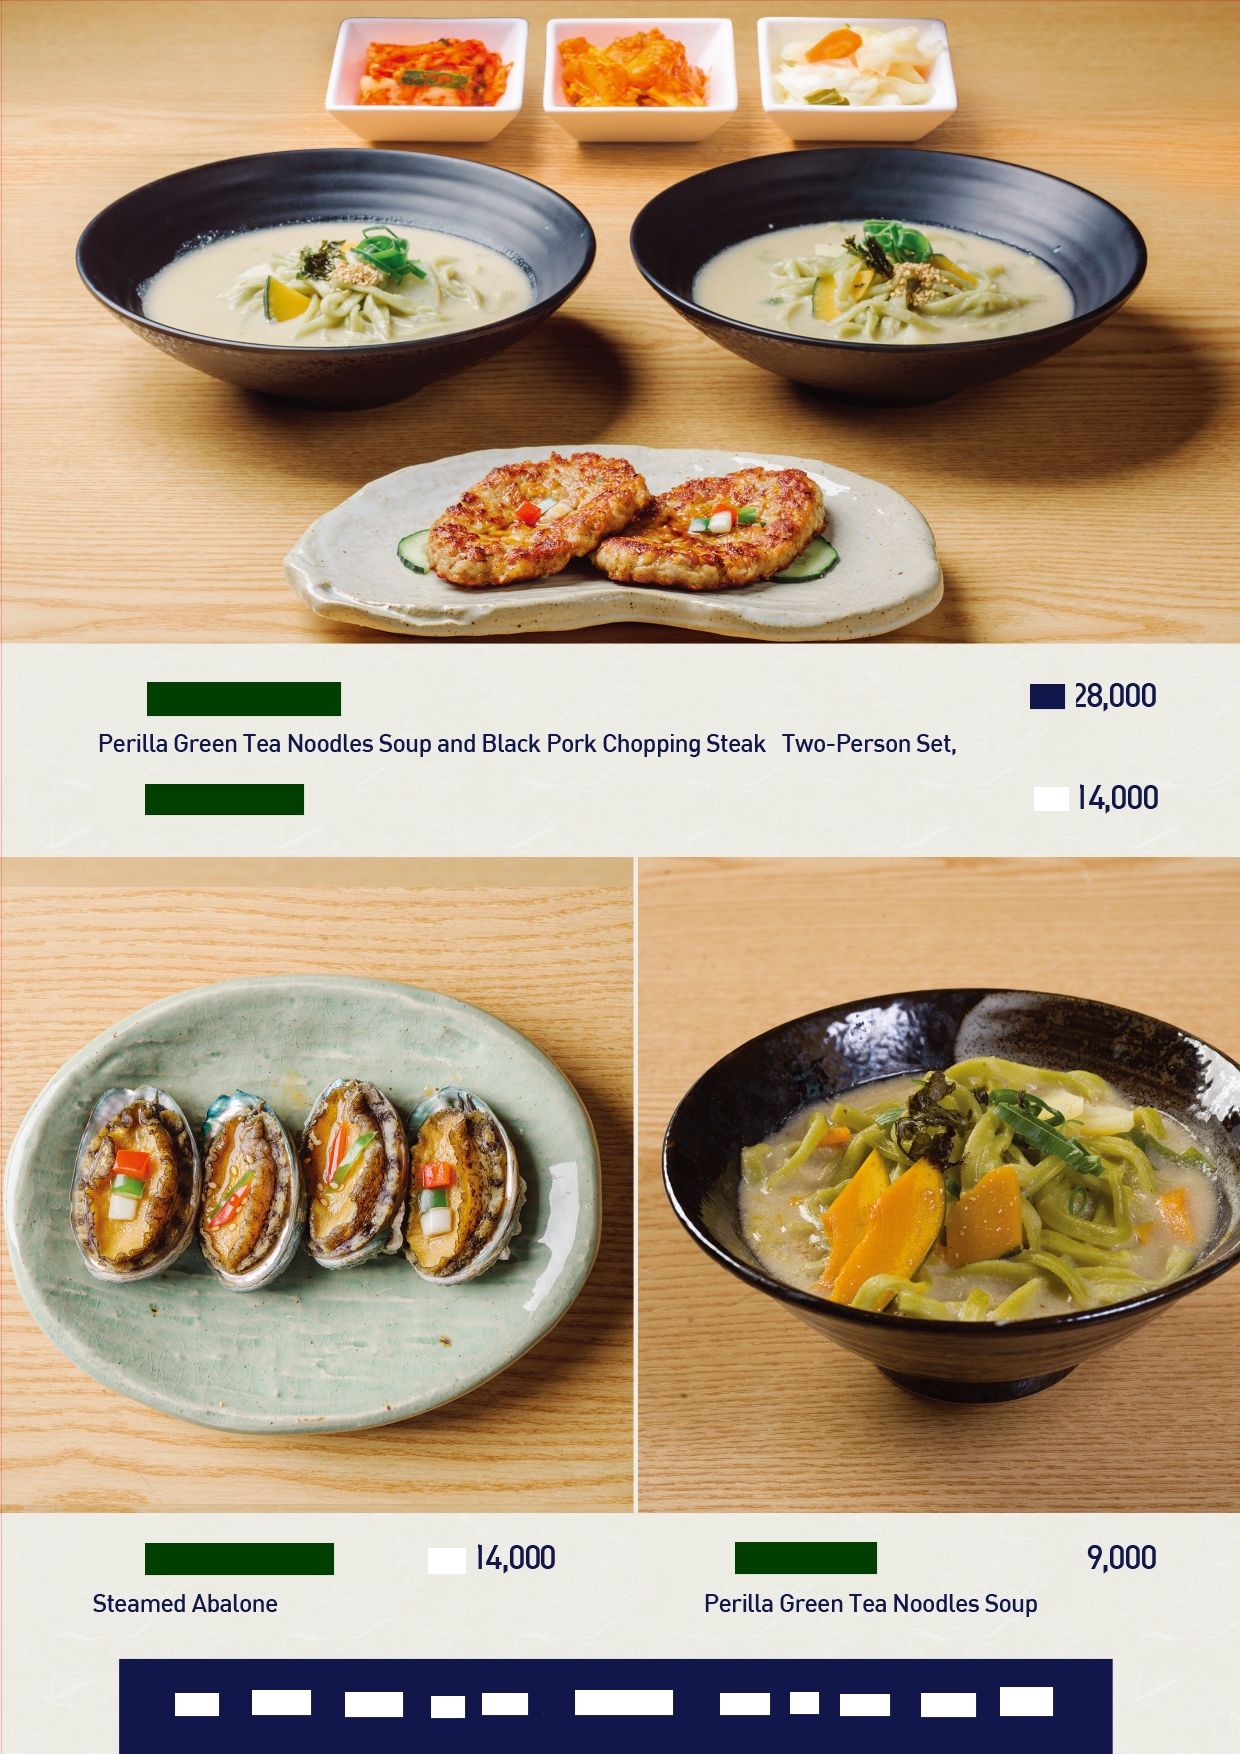 28,000
Perilla Green Tea Noodles Soup and Black Pork Chopping Steak Two-Person Set,
14,000
14,000
Steamed Abalone
9,000
Perilla Green Tea Noodles Soup